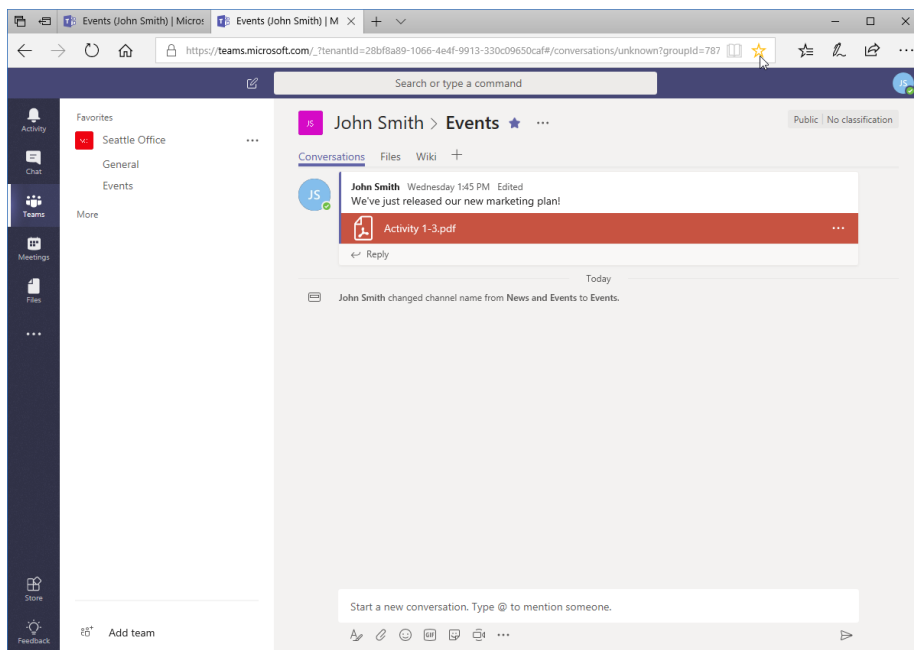 Events (John Smith) | Micros
Events (John Smith) | M
https://teams.microsoft.com/_?tenantId=28bf8a89-1066-4e4f-9913-330c09650caf#/conversations/unknown?groupId=787
Search or type a command
JS
Activity
Chat
Teams
Meetings
Files
Store
Feedback
Favorites
Seattle Office
General
Events
More
Add team
JS John Smith > Events
Public No classification
Conversations Files Wiki
JS
John Smith Wednesday 1:45 PM Edited
We've just released our new marketing plan!
Activity 1-3.pdf
Reply
Today
John Smith changed channel name from News and Events to Events.
Start a new conversation. Type @ to mention someone.
GIF